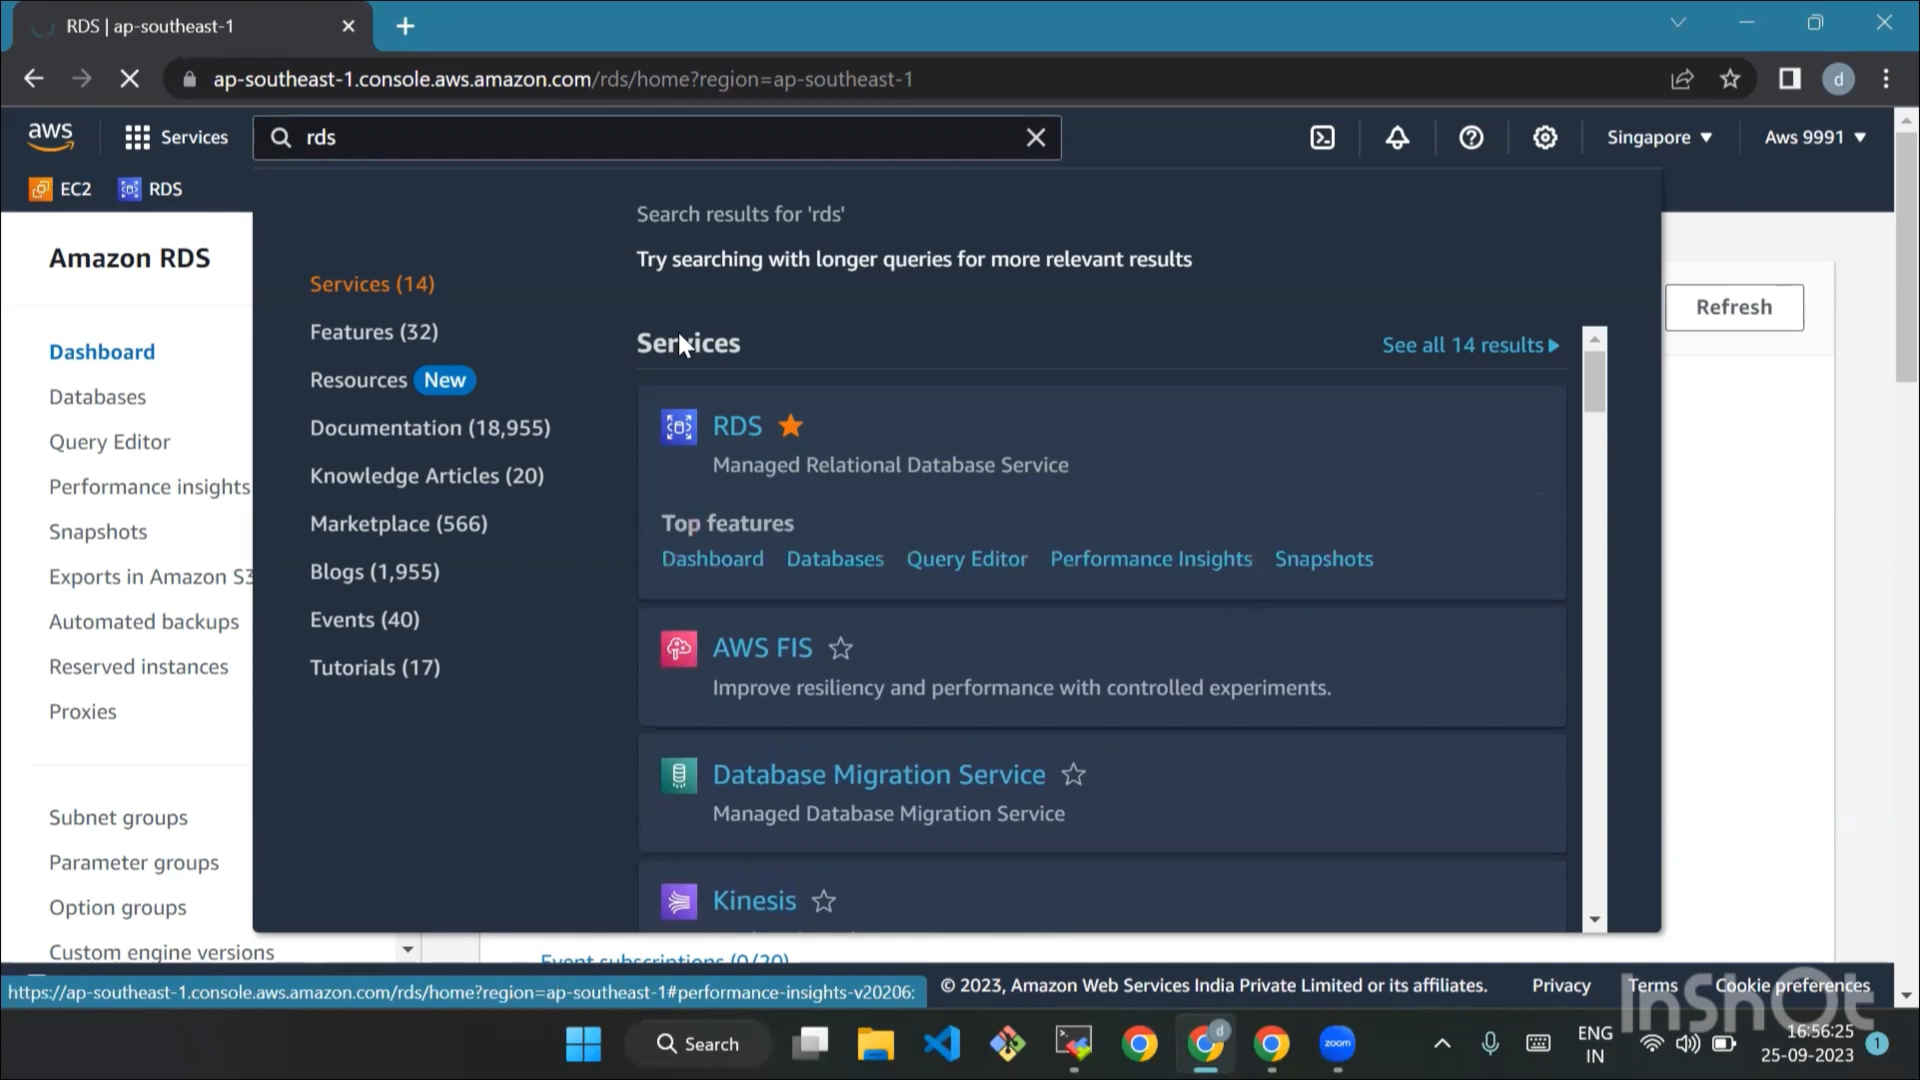 RDS | ap-southeast-1
ap-southeast-1.console.aws.amazon.com/rds/home?region=ap-southeast-1
d
aws
Services
rds
Singapore
Aws 9991
EC2
RDS
Amazon RDS
Dashboard
Databases
Query Editor
Performance insights
Snapshots
Exports in Amazon S3
Automated backups
Reserved instances
Proxies
Subnet groups
Parameter groups
Option groups
Custom engine versions
Services (14)
Features (32)
Resources New
Documentation (18,955)
Knowledge Articles (20)
Marketplace (566)
Blogs (1,955)
Events (40)
Tutorials (17)
Search results for 'rds'
Try searching with longer queries for more relevant results
Services
See all 14 results
RDS
Managed Relational Database Service
Top features
Dashboard Databases Query Editor Performance Insights Snapshots
AWS FIS
Improve resiliency and performance with controlled experiments.
Database Migration Service
Managed Database Migration Service
Kinesis
Refresh
Event subscriptions (0/20)
https://ap-southeast-1.console.aws.amazon.com/rds/home?region=ap-southeast-1#performance-insights-v20206:
© 2023, Amazon Web Services India Private Limited or its affiliates.
Privacy
Terms
Cookie preferences
InShOt
Search
d
zoom
ENG
IN
16:56:25
25-09-2023
1